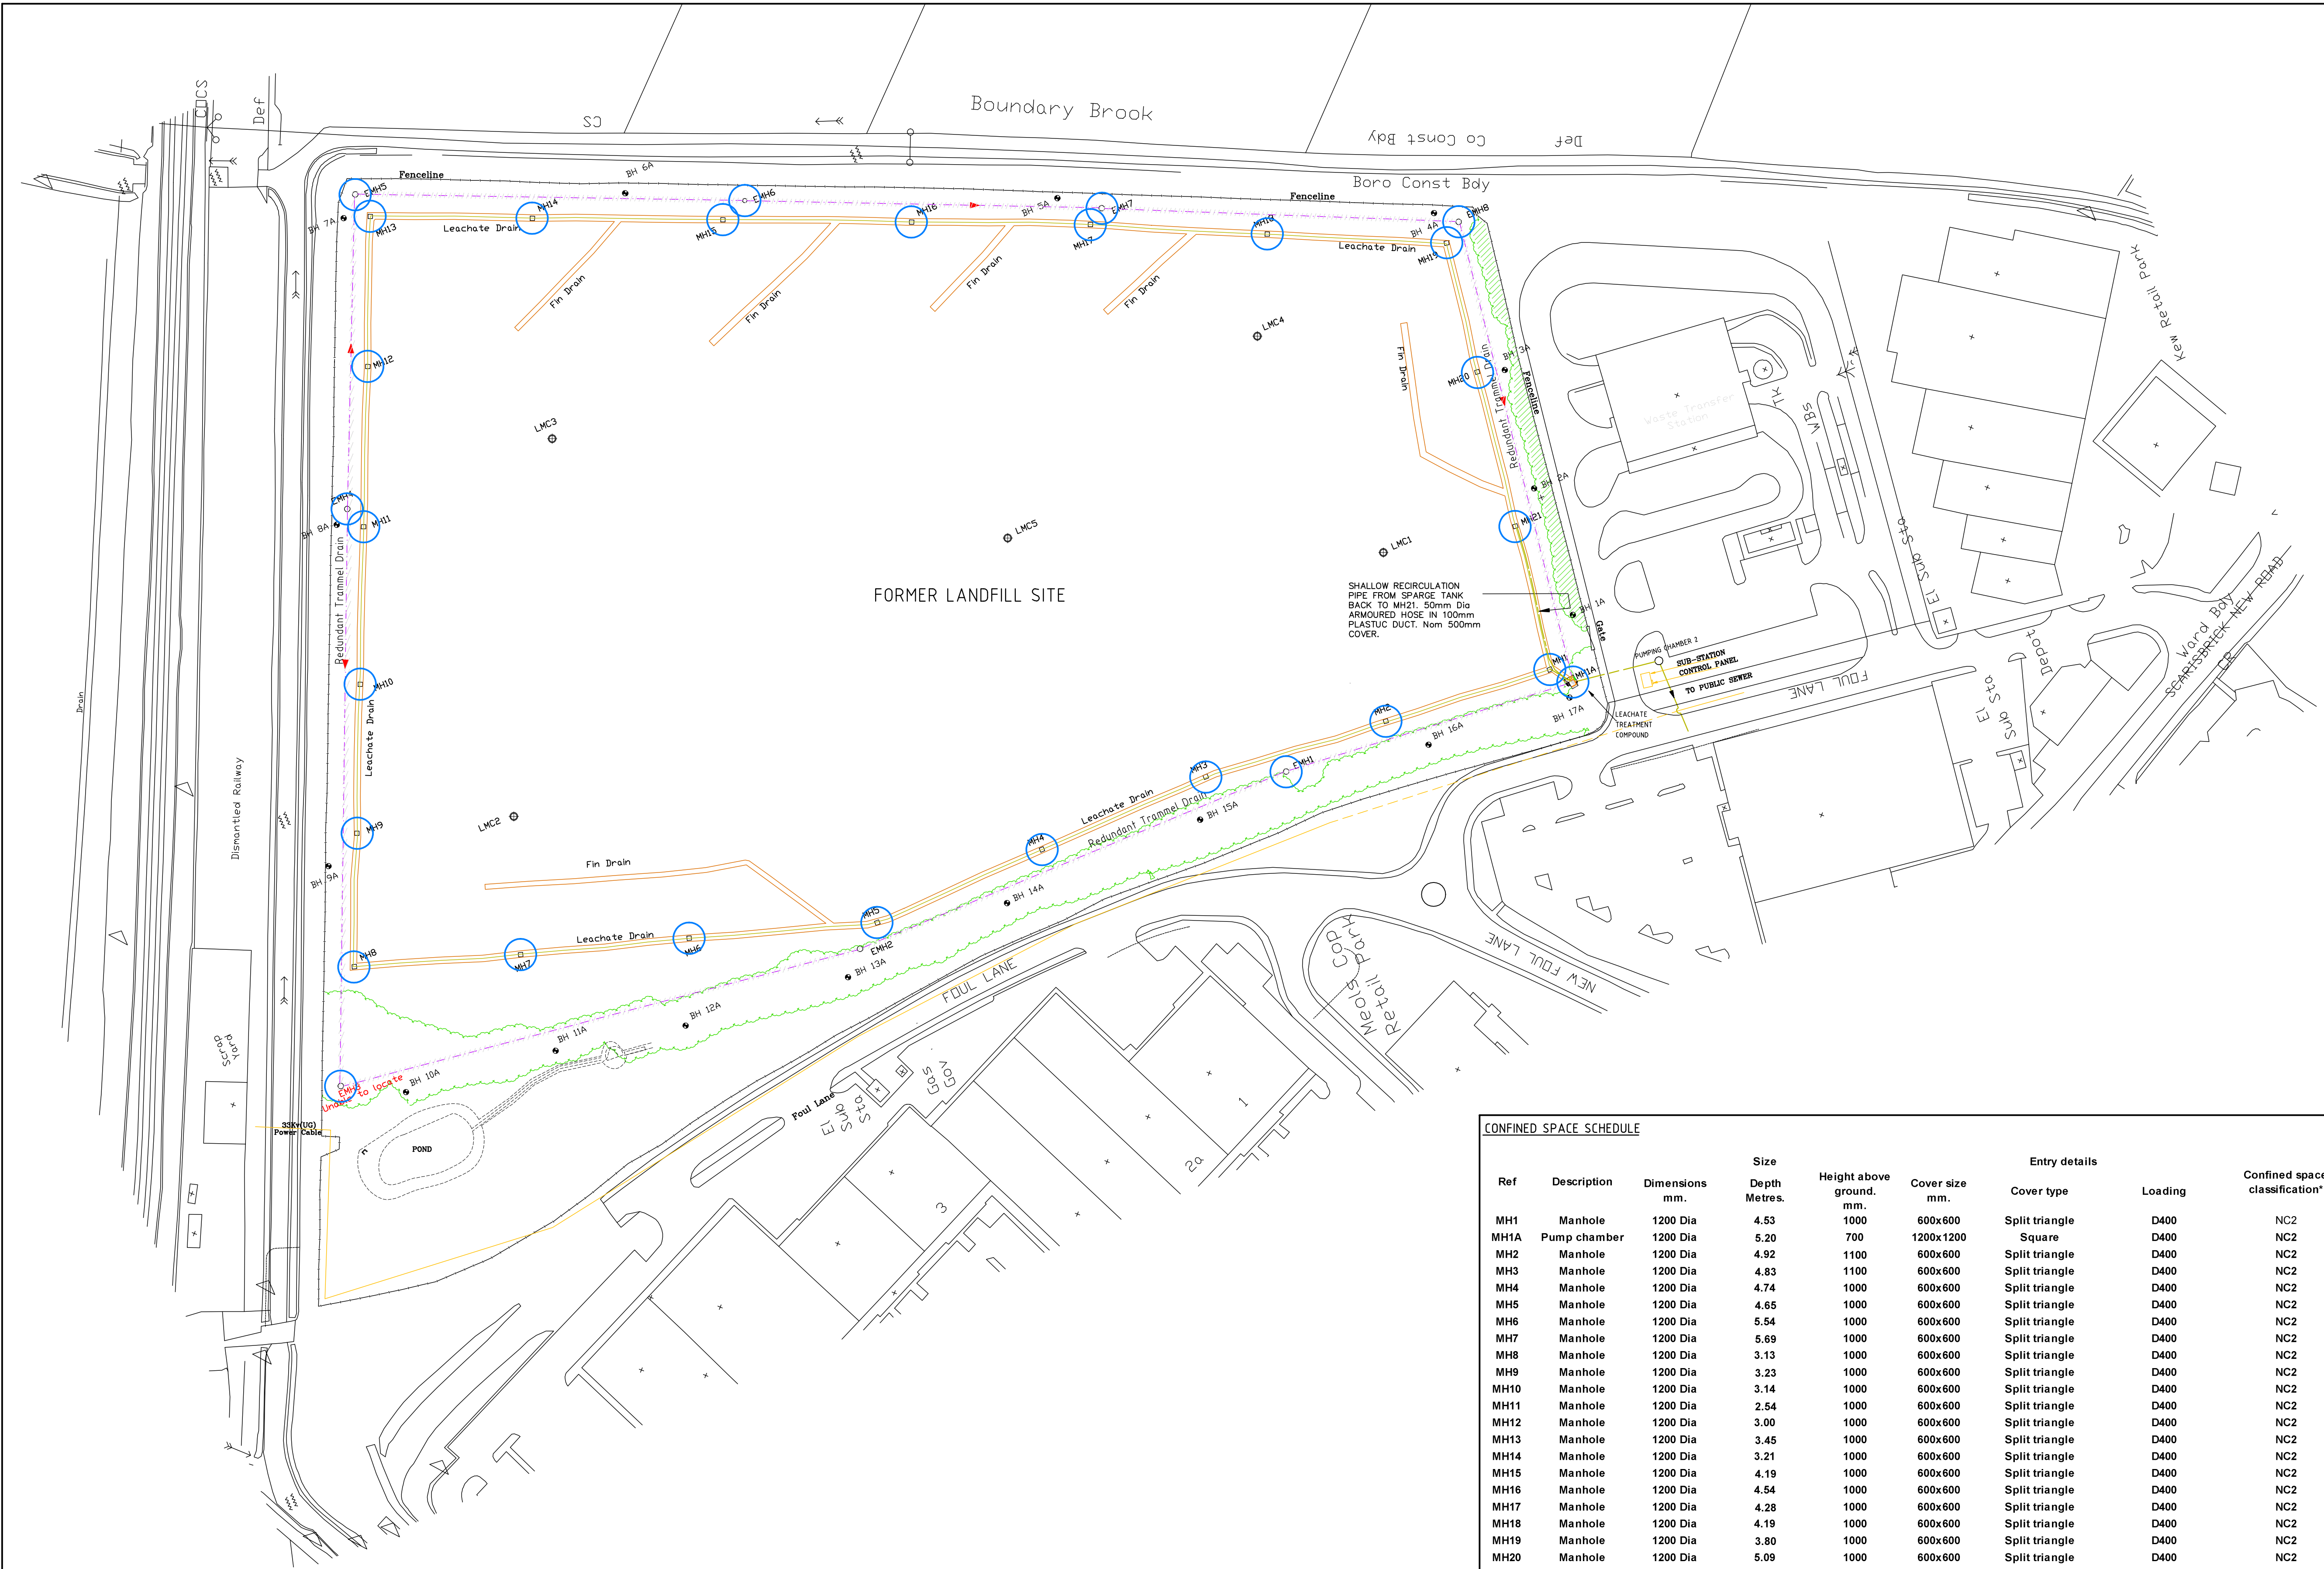 CDCS
Def
CS
Boundary Brook
Co Const Bdy
Def
Boro Const Bdy
Fenceline
BH 6A
EMH5
EMH6
BH 5A
EMH7
Fenceline
EMH8
BH 7A
MH13
MH14
MH15
MH16
MH17
MH18
BH 4A
MH19
Leachate Drain
Leachate Drain
Fin Drain
Fin Drain
Fin Drain
Fin Drain
Fin Drain
LMC4
MH12
LMC3
MH20
BH 3A
Redundant Trammel Drain
Fenceline
Waste Transfer
Station
TK
WBS
Kew Retail Park
BH 2A
EMH4
BH 8A
MH11
MH21
LMC5
LMC1
El Sub Sta
Redundant Trammel Drain
FORMER LANDFILL SITE
SHALLOW RECIRCULATION
PIPE FROM SPARGE TANK
BACK TO MH21. 50mm Dia
ARMOURED HOSE IN 100mm
PLASTUC DUCT. Nom 500mm
COVER.
BH 1A
Gate
PUMPING CHAMBER 2
SUB-STATION
CONTROL PANEL
TO PUBLIC SEWER
FOUL LANE
Depot
El
Sub Sta
Ward Bdy
SCARISBRICK NEW ROAD
CR
MH1
MH1A
BH 17A
LEACHATE
TREATMENT
COMPOUND
MH10
Leachate Drain
Drain
Dismantled Railway
MH2
BH 16A
MH3
EMH1
Leachate Drain
Redundant Trammel Drain
BH 15A
MH9
LMC2
MH4
BH 9A
Fin Drain
BH 14A
MH5
EMH2
Leachate Drain
MH6
MH7
MH8
BH 13A
FOUL LANE
Meols Cop
Retail Park
NEW FOUL LANE
BH 12A
BH 11A
BH 10A
EMH3
Unable to locate
Scrap
Yard
33Kv(UG)
Power Cable
POND
Foul Lane
El
Sub
Sta
Gas
Gov
1
2a
3
CONFINED SPACE SCHEDULE
Size
Entry details
Ref Description Dimensions mm. Depth Metres. Height above ground. mm. Cover size mm. Cover type Loading Confined space classification*
MH1 Manhole 1200 Dia 4.53 1000 600x600 Split triangle D400 NC2
MH1A Pump chamber 1200 Dia 5.20 700 1200x1200 Square D400 NC2
MH2 Manhole 1200 Dia 4.92 1100 600x600 Split triangle D400 NC2
MH3 Manhole 1200 Dia 4.83 1100 600x600 Split triangle D400 NC2
MH4 Manhole 1200 Dia 4.74 1000 600x600 Split triangle D400 NC2
MH5 Manhole 1200 Dia 4.65 1000 600x600 Split triangle D400 NC2
MH6 Manhole 1200 Dia 5.54 1000 600x600 Split triangle D400 NC2
MH7 Manhole 1200 Dia 5.69 1000 600x600 Split triangle D400 NC2
MH8 Manhole 1200 Dia 3.13 1000 600x600 Split triangle D400 NC2
MH9 Manhole 1200 Dia 3.23 1000 600x600 Split triangle D400 NC2
MH10 Manhole 1200 Dia 3.14 1000 600x600 Split triangle D400 NC2
MH11 Manhole 1200 Dia 2.54 1000 600x600 Split triangle D400 NC2
MH12 Manhole 1200 Dia 3.00 1000 600x600 Split triangle D400 NC2
MH13 Manhole 1200 Dia 3.45 1000 600x600 Split triangle D400 NC2
MH14 Manhole 1200 Dia 3.21 1000 600x600 Split triangle D400 NC2
MH15 Manhole 1200 Dia 4.19 1000 600x600 Split triangle D400 NC2
MH16 Manhole 1200 Dia 4.54 1000 600x600 Split triangle D400 NC2
MH17 Manhole 1200 Dia 4.28 1000 600x600 Split triangle D400 NC2
MH18 Manhole 1200 Dia 4.19 1000 600x600 Split triangle D400 NC2
MH19 Manhole 1200 Dia 3.80 1000 600x600 Split triangle D400 NC2
MH20 Manhole 1200 Dia 5.09 1000 600x600 Split triangle D400 NC2